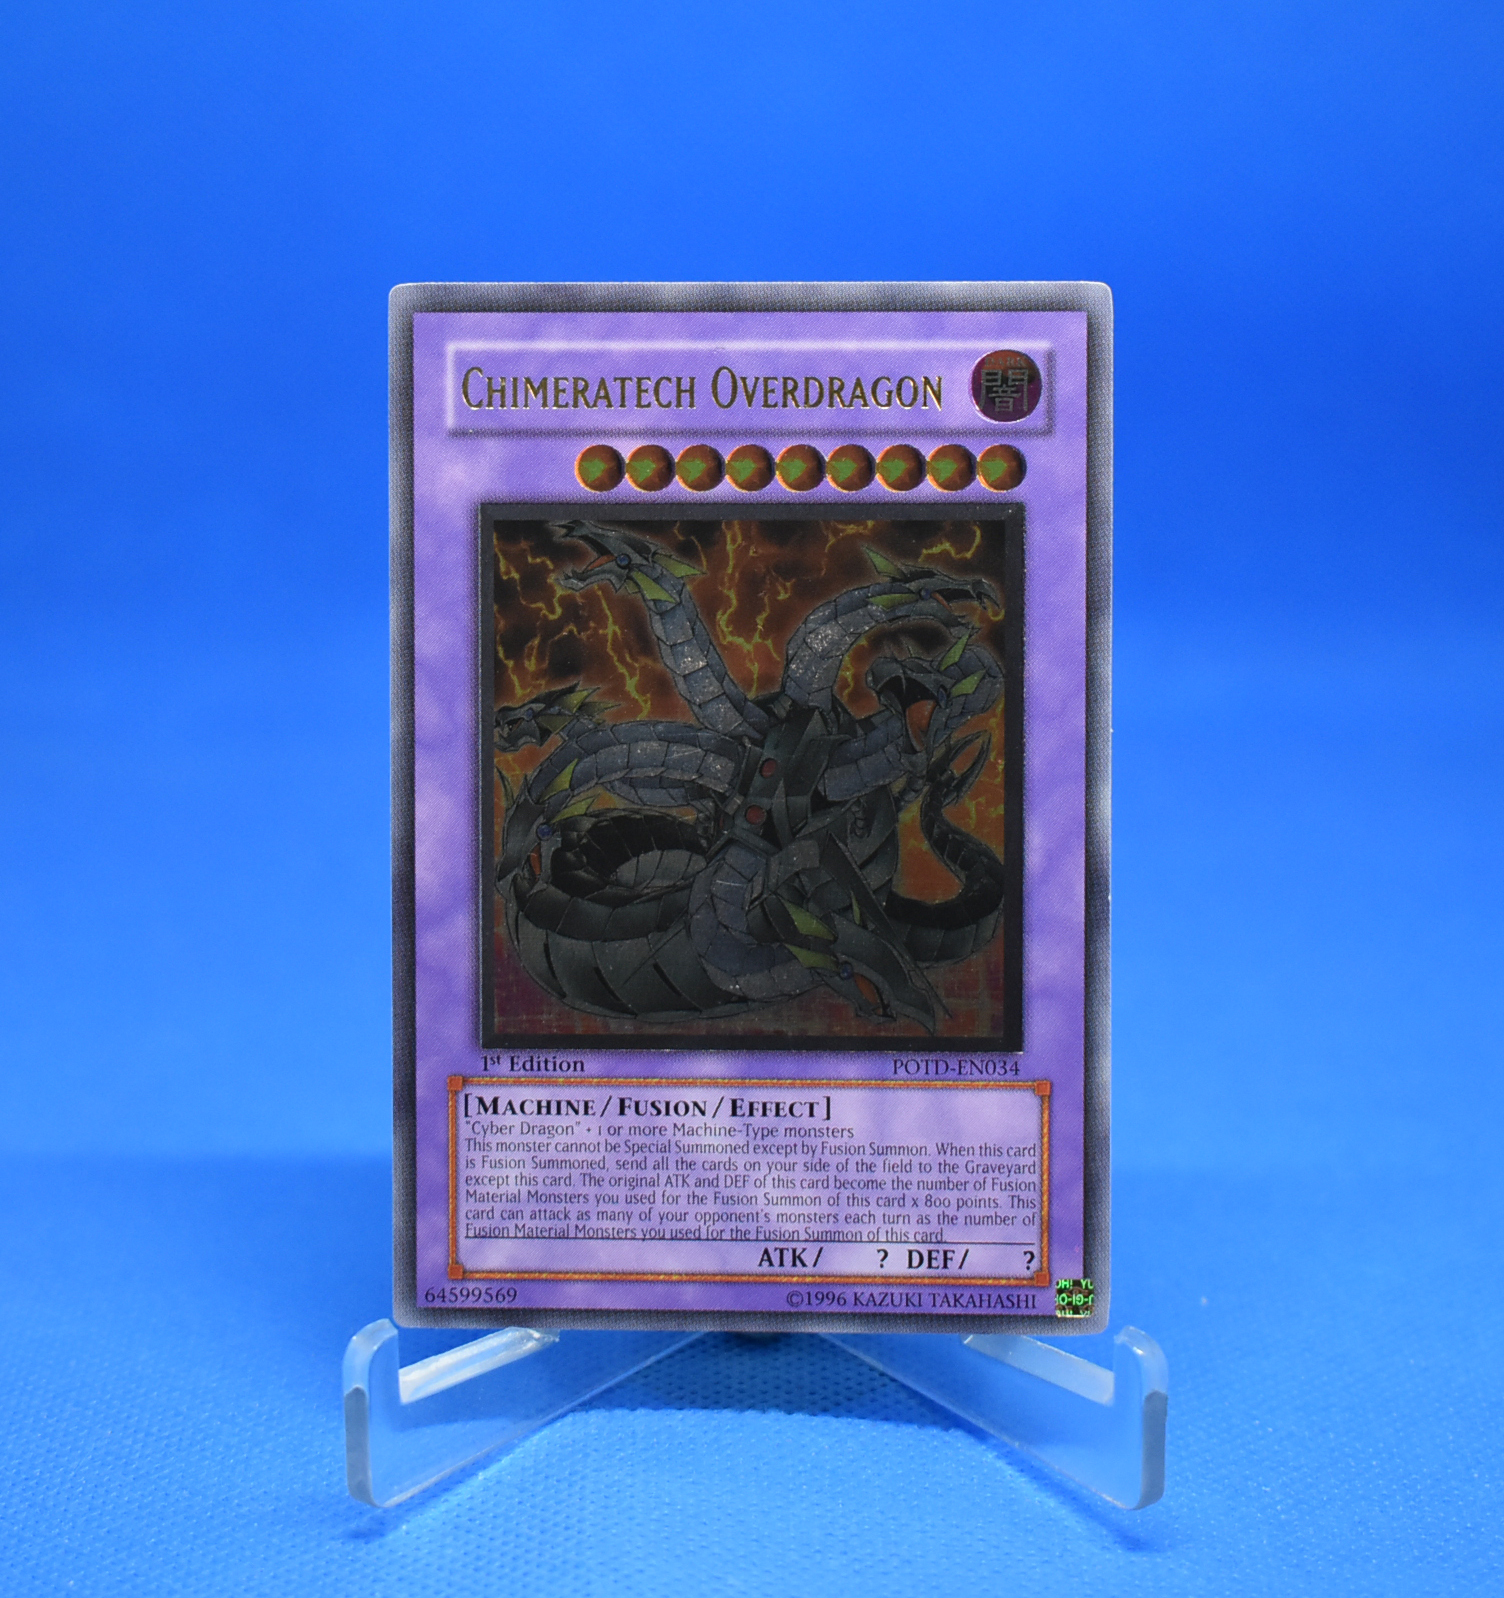 CHIMERATECH OVERDRAGON
闇
1st Edition
POTD-EN034
[MACHINE/FUSION/EFFECT]
"Cyber Dragon" + 1 or more Machine-Type monsters
This monster cannot be Special Summoned except by Fusion Summon. When this card
is Fusion Summoned, send all the cards on your side of the field to the Graveyard
except this card. The original ATK and DEF of this card become the number of Fusion
Material Monsters you used for the Fusion Summon of this card x 800 points. This
card can attack as many of your opponent's monsters each turn as the number of
Fusion Material Monsters you used for the Fusion Summon of this card.
ATK/ ? DEF/ ?
64599569
©1996 KAZUKI TAKAHASHI